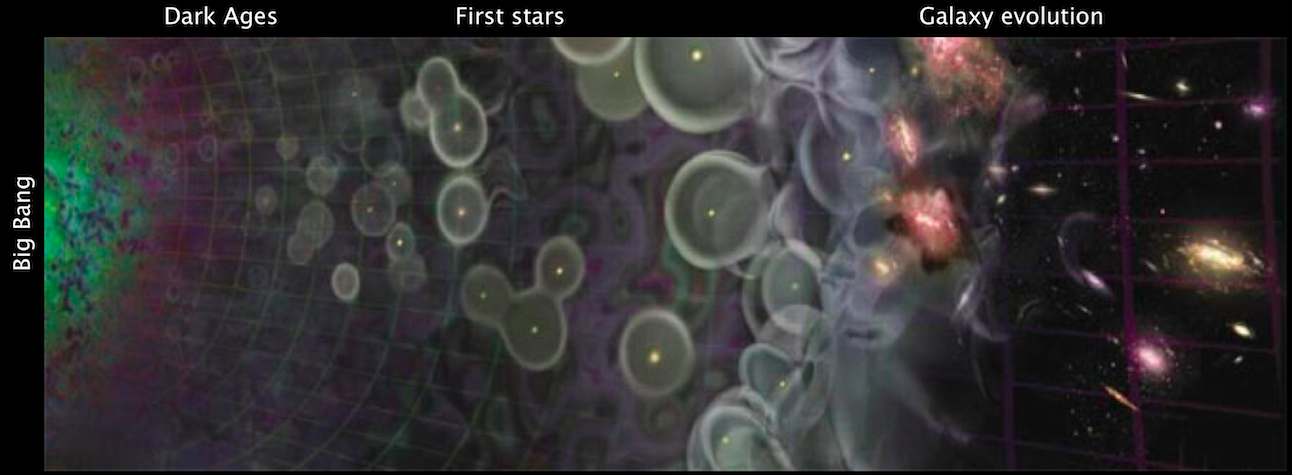 Dark Ages
First stars
Galaxy evolution
Big Bang